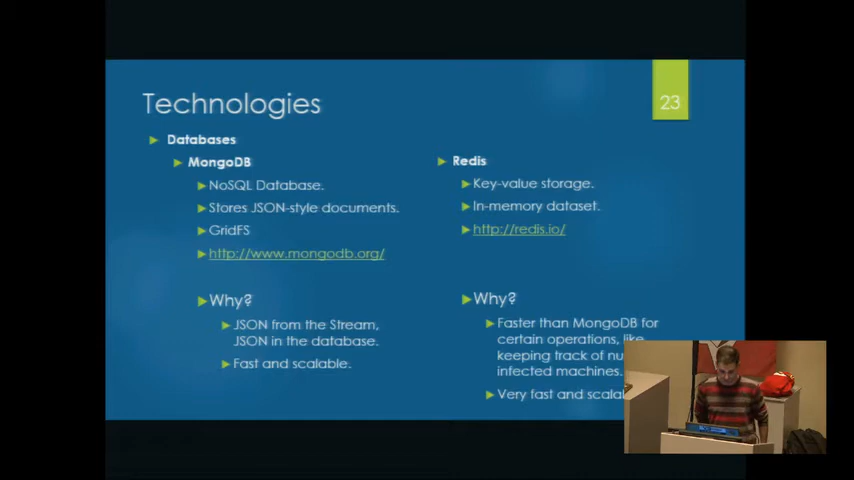 Technologies
23
Databases
MongoDB
NoSQL Database.
Stores JSON-style documents.
GridFS
http://www.mongodb.org/
Why?
JSON from the Stream,
JSON in the database.
Fast and scalable.
Redis
Key-value storage.
In-memory dataset.
http://redis.io/
Why?
Faster than MongoDB for
certain operations, like
keeping track of
infected machines.
Very fast and